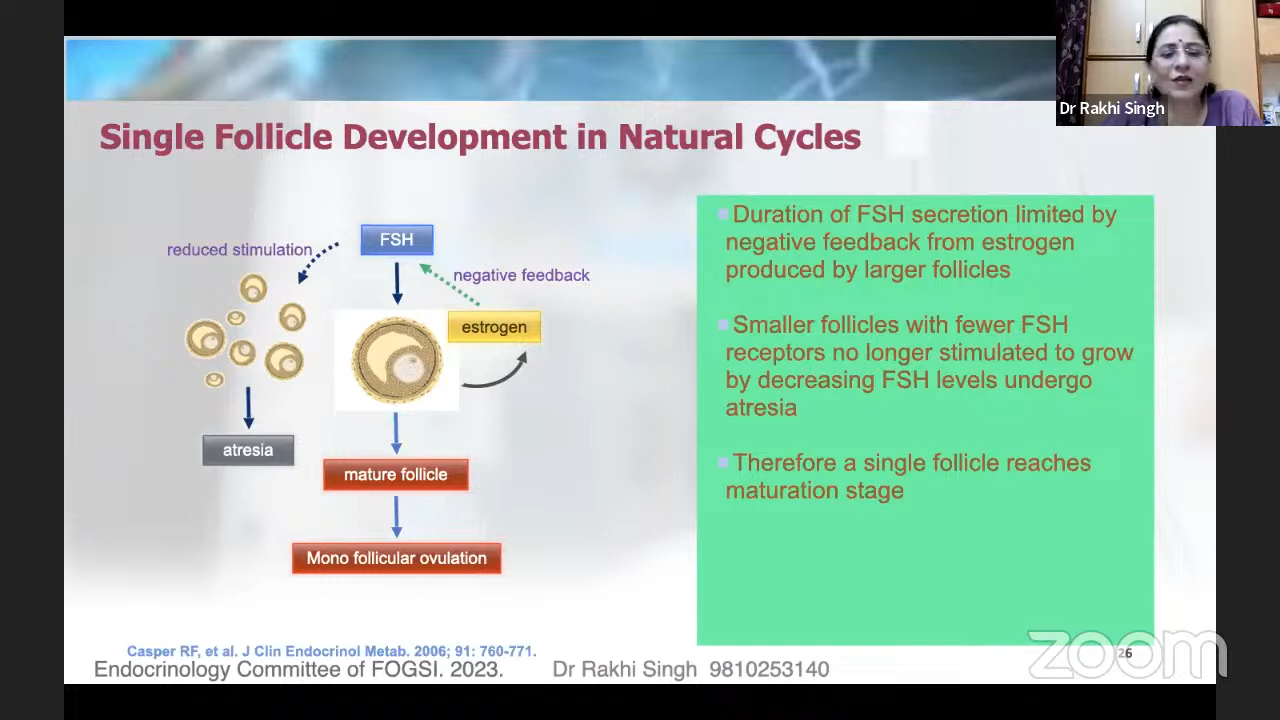 Dr Rakhi Singh
Single Follicle Development in Natural Cycles
reduced stimulation
FSH
negative feedback
estrogen
atresia
mature follicle
Mono follicular ovulation
Duration of FSH secretion limited by
negative feedback from estrogen
produced by larger follicles
Smaller follicles with fewer FSH
receptors no longer stimulated to grow
by decreasing FSH levels undergo
atresia
Therefore a single follicle reaches
maturation stage
Casper RF, et al. J Clin Endocrinol Metab. 2006; 91: 760-771.
Endocrinology Committee of FOGSI. 2023. Dr Rakhi Singh 9810253140
26
zoom